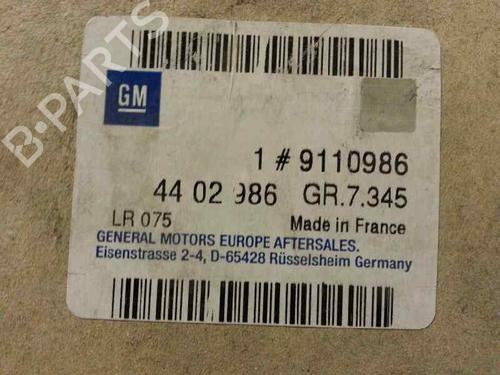 B-PARTS
GM
1 # 9110986
44 02 986 GR.7.345
LR 075 Made in France
GENERAL MOTORS EUROPE AFTERSALES.
Eisenstrasse 2-4, D-65428 Rüsselsheim Germany